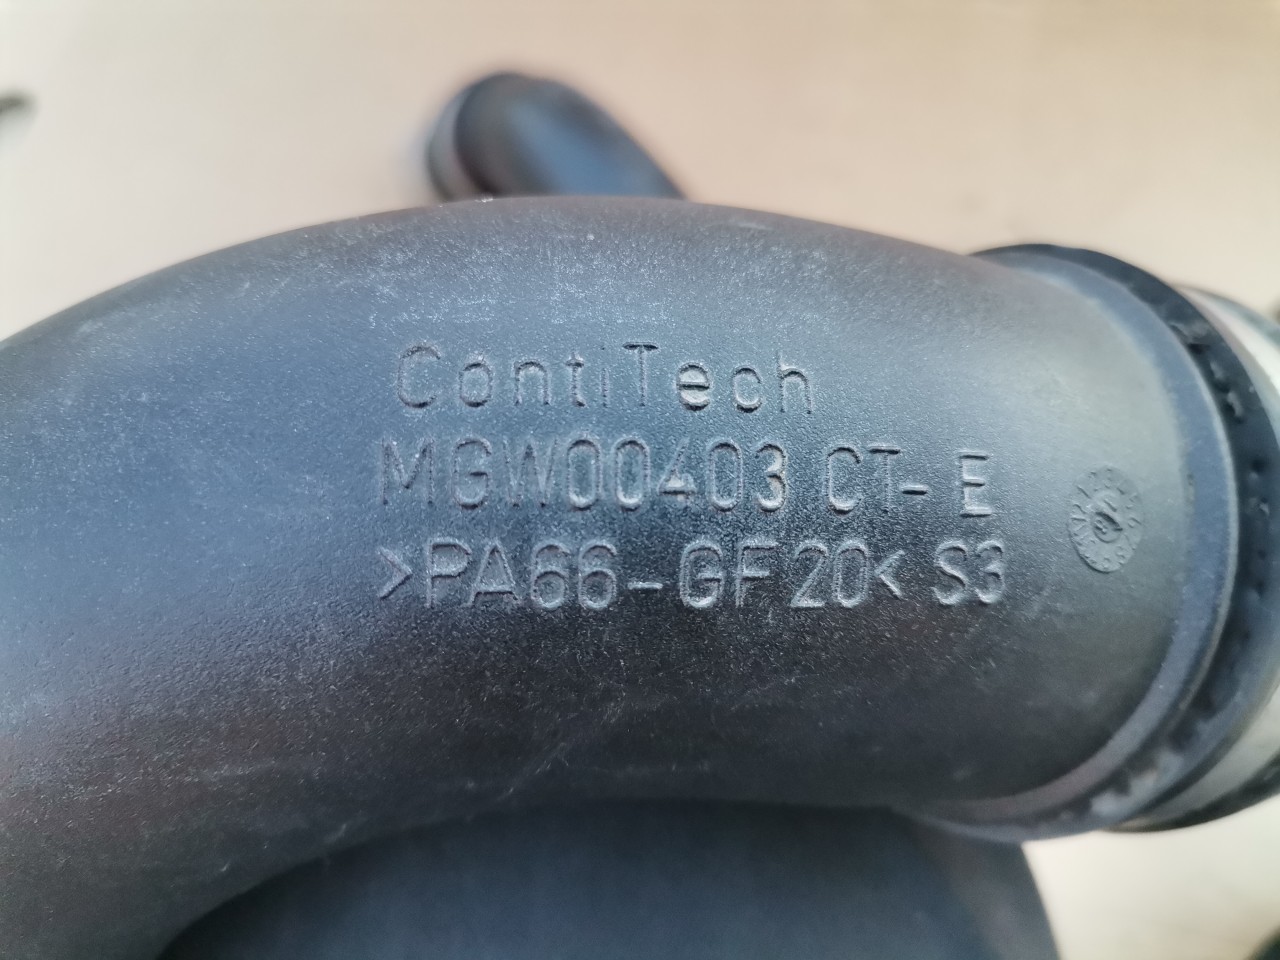 ContiTech
MGW00403 CT-E
>PA66-GF20< S3